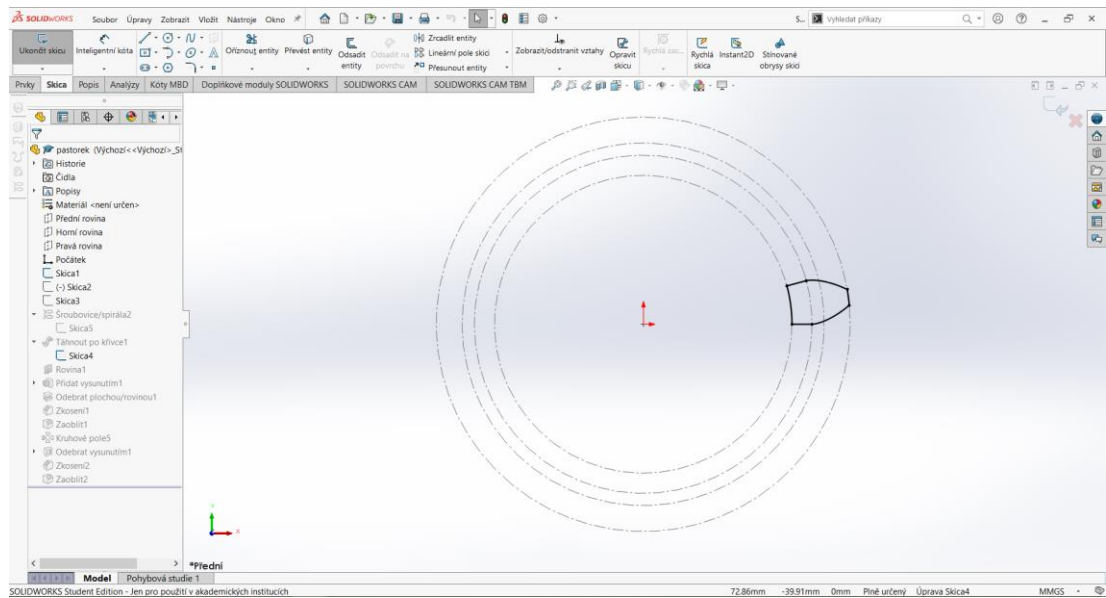 SOLIDWORKS Soubor Úpravy Zobrazit Vložit Nástroje Okno S... Vyhledat příkazy
Ukončit skicu Inteligentní kóta Oříznout entity Převést entity Odsadit entity Odsadit na povrchu Zrcadlit entity Lineární pole skici Přesunout entity Zobrazit/odstranit vztahy Opravit skicu Rychlé zac... Rychlá skica Instant2D Stínované obrysy skici
Prvky Skica Popis Analýzy Kóty MBD Doplňkové moduly SOLIDWORKS SOLIDWORKS CAM SOLIDWORKS CAM TBM
pastorek (Výchozí<<Výchozí>_St
Historie
Čidla
Popisy
Materiál <není určen>
Přední rovina
Horní rovina
Pravá rovina
Počátek
Skica1
(-) Skica2
Skica3
Šroubovice/spirála2
Skica5
Táhnout po křivce1
Skica4
Rovina1
Přidat vysunutím1
Odebrat plochou/rovinou1
Zkosení1
Zaoblit1
Kruhové pole5
Odebrat vysunutím1
Zkosení2
Zaoblit2
*Přední
Model Pohybová studie 1
SOLIDWORKS Student Edition - Jen pro použití v akademických institucích 72.86mm -39.91mm 0mm Plně určený Úprava Skica4 MMGS